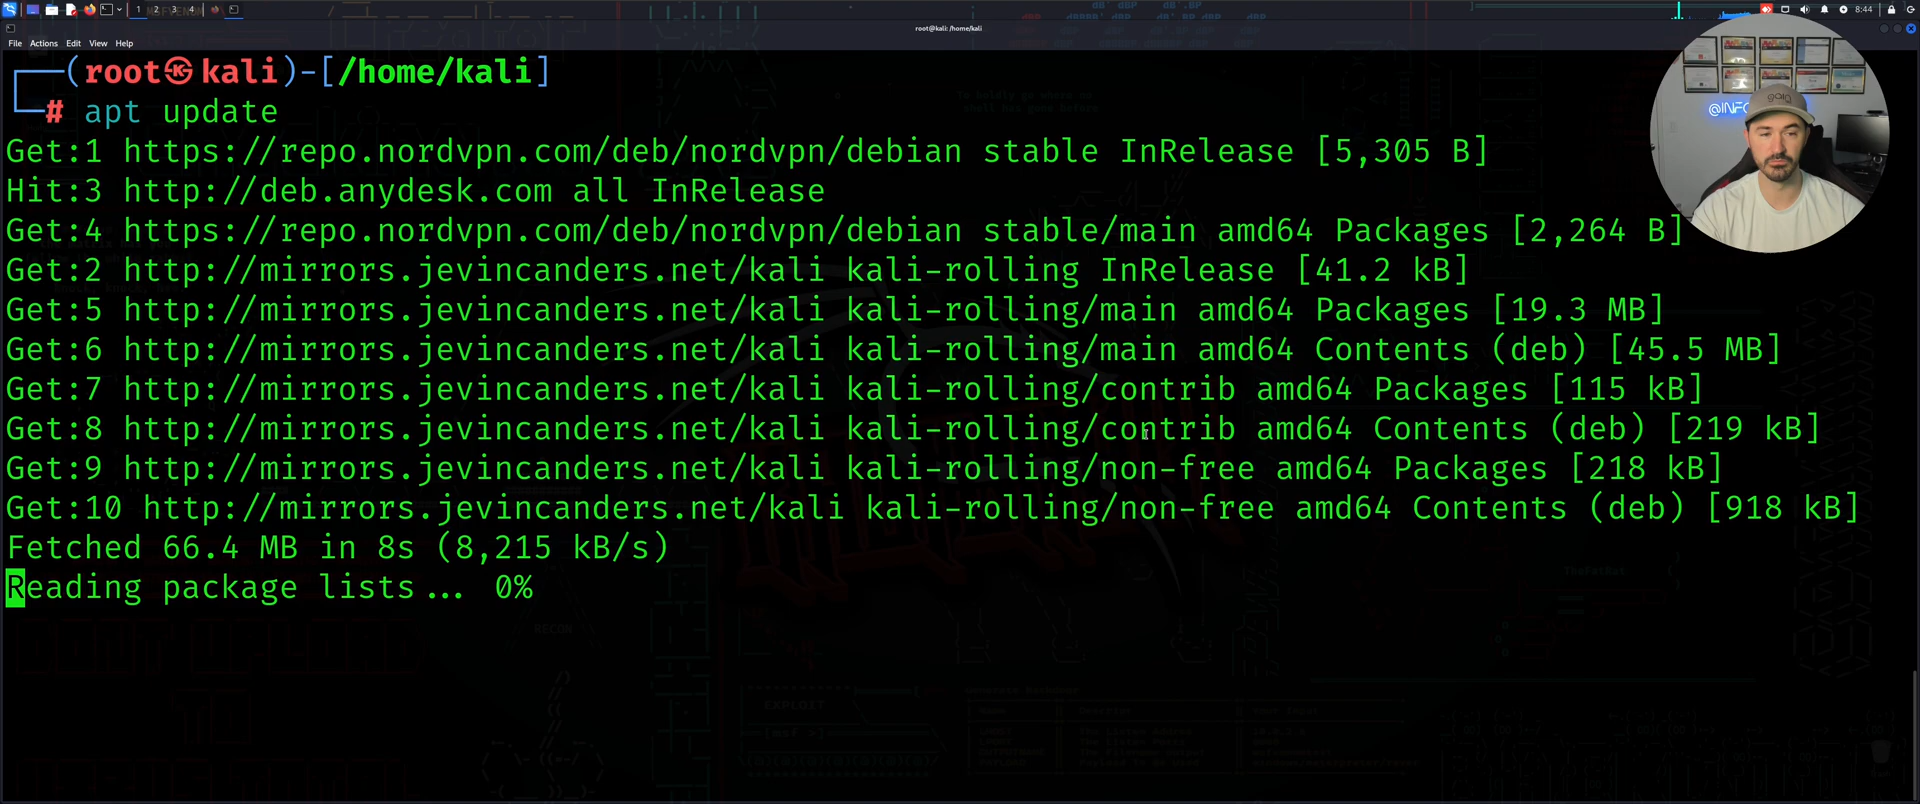 1 2 3 4
8:44
root@kali: /home/kali
File Actions Edit View Help
(root㉿kali)-[/home/kali]
# apt update
Get:1 https://repo.nordvpn.com/deb/nordvpn/debian stable InRelease [5,305 B]
Hit:3 http://deb.anydesk.com all InRelease
Get:4 https://repo.nordvpn.com/deb/nordvpn/debian stable/main amd64 Packages [2,264 B]
Get:2 http://mirrors.jevincanders.net/kali kali-rolling InRelease [41.2 kB]
Get:5 http://mirrors.jevincanders.net/kali kali-rolling/main amd64 Packages [19.3 MB]
Get:6 http://mirrors.jevincanders.net/kali kali-rolling/main amd64 Contents (deb) [45.5 MB]
Get:7 http://mirrors.jevincanders.net/kali kali-rolling/contrib amd64 Packages [115 kB]
Get:8 http://mirrors.jevincanders.net/kali kali-rolling/contrib amd64 Contents (deb) [219 kB]
Get:9 http://mirrors.jevincanders.net/kali kali-rolling/non-free amd64 Packages [218 kB]
Get:10 http://mirrors.jevincanders.net/kali kali-rolling/non-free amd64 Contents (deb) [918 kB]
Fetched 66.4 MB in 8s (8,215 kB/s)
Reading package lists... 0%
@INFO
TheFatRat
RECON
EXPLOIT